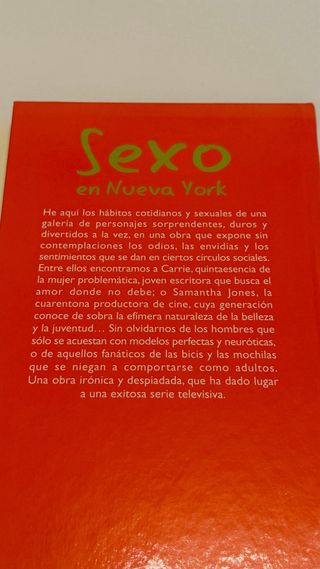 Sexo
en Nueva York
He aquí los hábitos cotidianos y sexuales de una
galería de personajes sorprendentes, duros y
divertidos a la vez, en una obra que expone sin
contemplaciones los odios, las envidias y los
sentimientos que se dan en ciertos círculos sociales.
Entre ellos encontramos a Carrie, quintaesencia de
la mujer problemática, joven escritora que busca el
amor donde no debe; o Samantha Jones, la
cuarentona productora de cine, cuya generación
conoce de sobra la efímera naturaleza de la belleza
y la juventud... Sin olvidarnos de los hombres que
sólo se acuestan con modelos perfectas y neuróticas,
o de aquellos fanáticos de las bicis y las mochilas
que se niegan a comportarse como adultos.
Una obra irónica y despiadada, que ha dado lugar
a una exitosa serie televisiva.